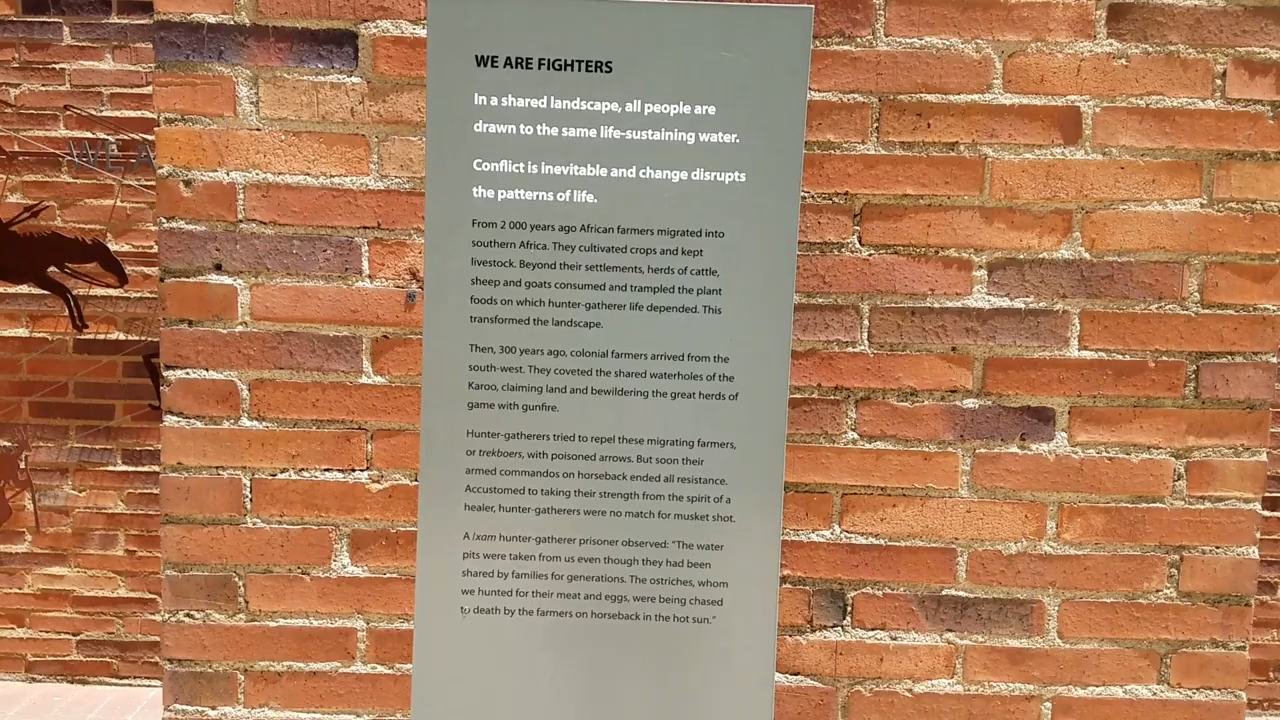 WE ARE FIGHTERS
In a shared landscape, all people are
drawn to the same life-sustaining water.
Conflict is inevitable and change disrupts
the patterns of life.
From 2 000 years ago African farmers migrated into
southern Africa. They cultivated crops and kept
livestock. Beyond their settlements, herds of cattle,
sheep and goats consumed and trampled the plant
foods on which hunter-gatherer life depended. This
transformed the landscape.
Then, 300 years ago, colonial farmers arrived from the
south-west. They coveted the shared waterholes of the
Karoo, claiming land and bewildering the great herds of
game with gunfire.
Hunter-gatherers tried to repel these migrating farmers,
or trekboers, with poisoned arrows. But soon their
armed commandos on horseback ended all resistance.
Accustomed to taking their strength from the spirit of a
healer, hunter-gatherers were no match for musket shot.
A /xam hunter-gatherer prisoner observed: “The water
pits were taken from us even though they had been
shared by families for generations. The ostriches, whom
we hunted for their meat and eggs, were being chased
to death by the farmers on horseback in the hot sun.”